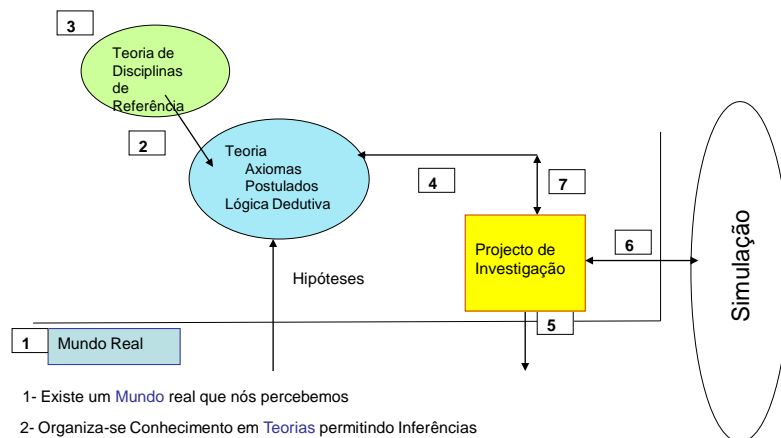 3
Teoria de
Disciplinas
de
Referência
2
Teoria
Axiomas
Postulados
Lógica Dedutiva
4
7
Projecto de
Investigação
6
Simulação
Hipóteses
5
1
Mundo Real
1- Existe um Mundo real que nós percebemos
2- Organiza-se Conhecimento em Teorias permitindo Inferências